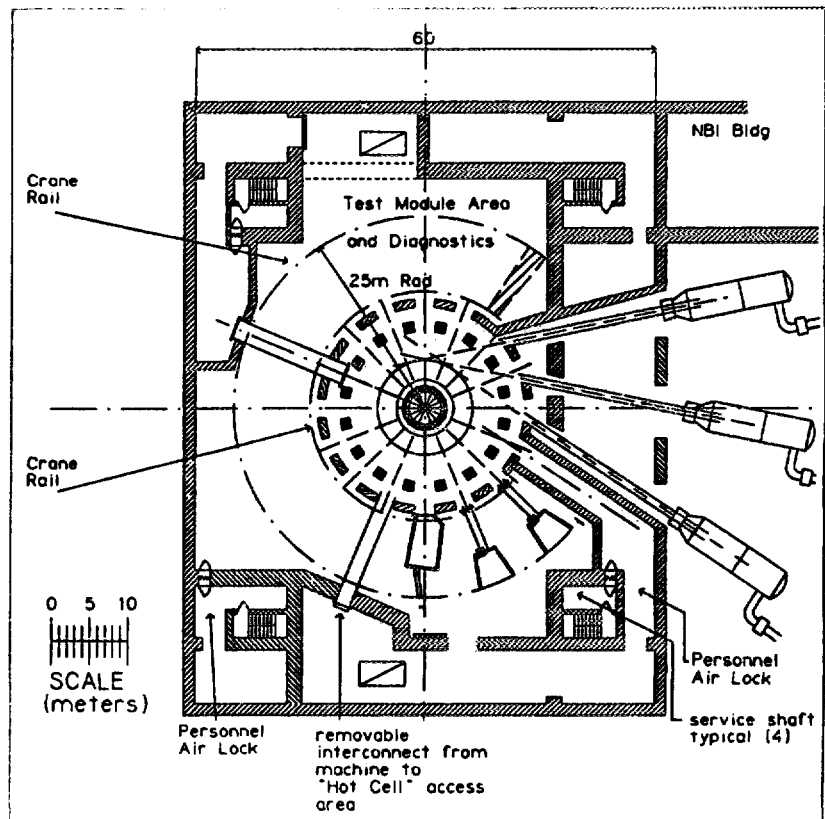 60
NBI Bldg
Crane
Rail
Test Module Area
and Diagnostics
25m Rad
Crane
Rail
0 5 10
SCALE
(meters)
Personnel
Air Lock
removable
interconnect from
machine to
"Hot Cell" access
area
Personnel
Air Lock
service shaft
typical (4)